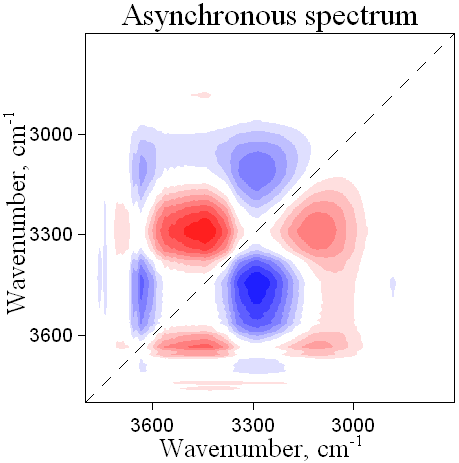 Asynchronous spectrum
Wavenumber, cm-1
3000
3300
3600
3600 3300 3000
Wavenumber, cm-1